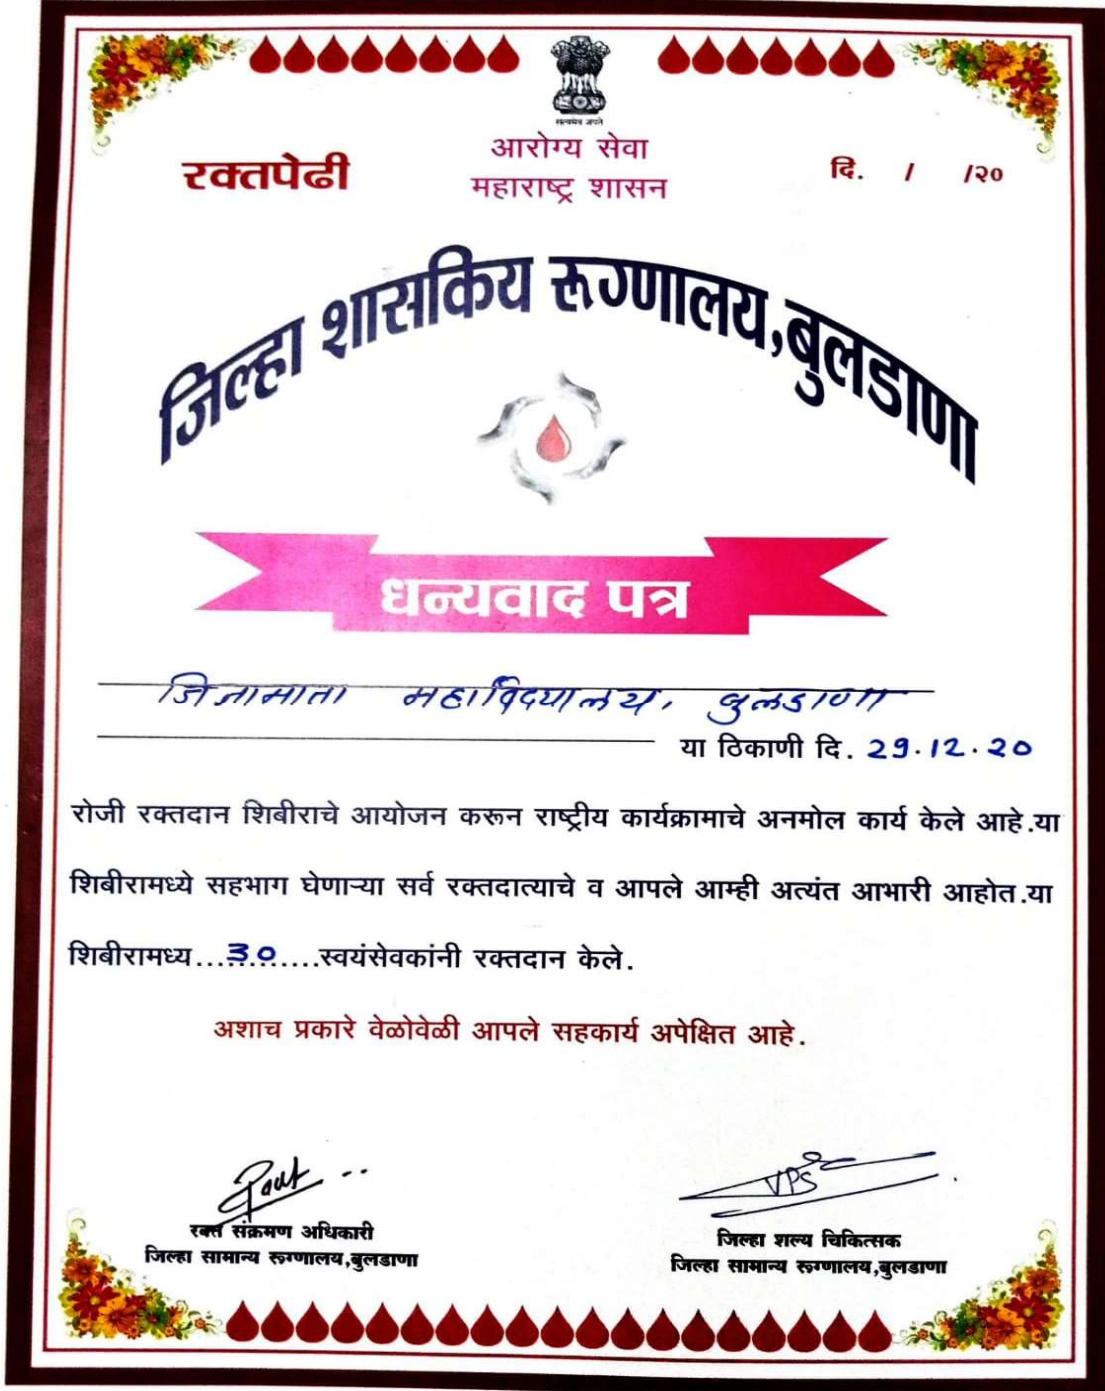 सत्यमेव जयते
रक्तपेढी
आरोग्य सेवा
महाराष्ट्र शासन
दि. / /२०
जिल्हा शासकिय रूग्णालय,बुलडाणा
धन्यवाद पत्र
जिजामाता महाविदयालय, बुलडाणा
या ठिकाणी दि. 29.12.20
रोजी रक्तदान शिबीराचे आयोजन करून राष्ट्रीय कार्यक्रामाचे अनमोल कार्य केले आहे.या
शिबीरामध्ये सहभाग घेणाऱ्या सर्व रक्तदात्याचे व आपले आम्ही अत्यंत आभारी आहोत.या
शिबीरामध्य...30.....स्वयंसेवकांनी रक्तदान केले.
अशाच प्रकारे वेळोवेळी आपले सहकार्य अपेक्षित आहे.
VPS
रक्त संक्रमण अधिकारी
जिल्हा सामान्य रूग्णालय,बुलडाणा
जिल्हा शल्य चिकित्सक
जिल्हा सामान्य रूग्णालय,बुलडाणा